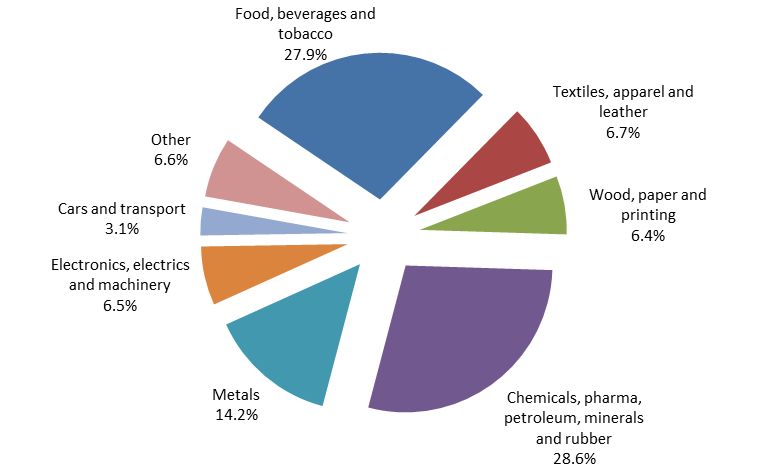 Food, beverages and
tobacco
27.9%
Textiles, apparel and
leather
6.7%
Wood, paper and
printing
6.4%
Chemicals, pharma,
petroleum, minerals
and rubber
28.6%
Metals
14.2%
Electronics, electrics
and machinery
6.5%
Cars and transport
3.1%
Other
6.6%